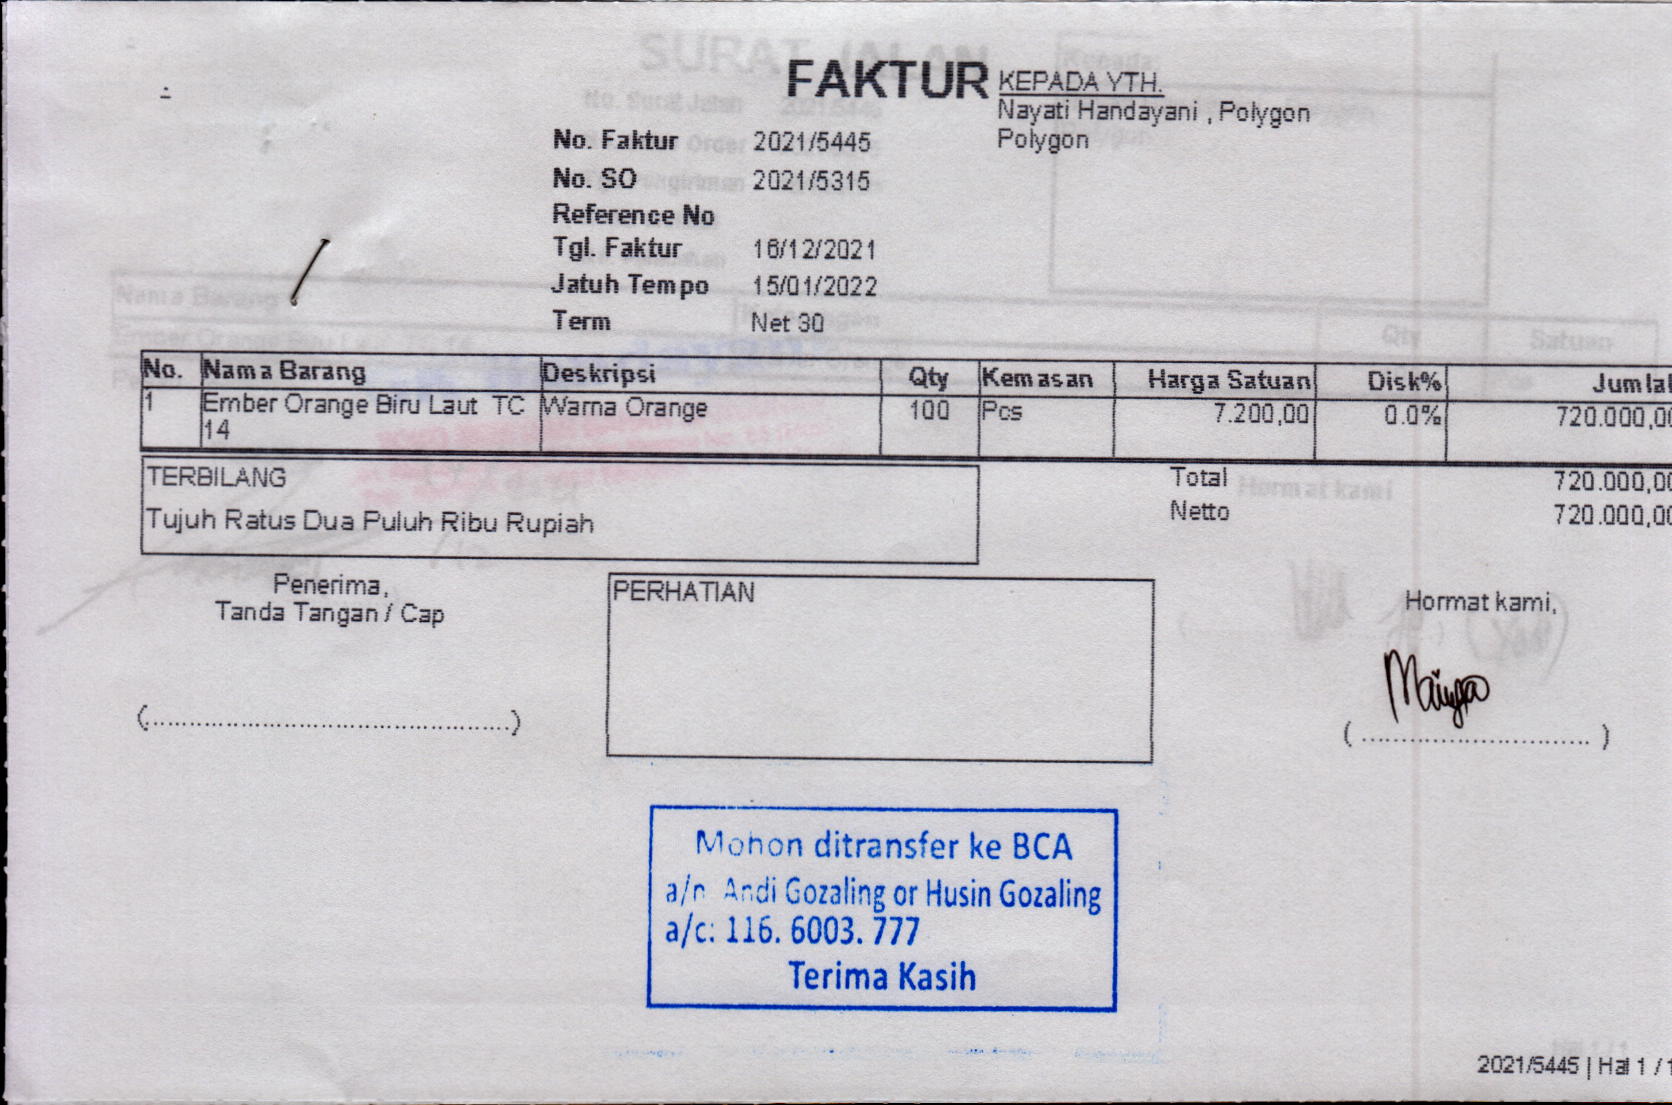 FAKTUR
KEPADA YTH.
Nayati Handayani , Polygon
Polygon
No. Faktur 2021/5445
No. SO 2021/5315
Reference No
Tgl. Faktur 16/12/2021
Jatuh Tempo 15/01/2022
Term Net 30
No. Nama Barang Deskripsi Qty Kemasan Harga Satuan Disk% Jumlal
1 Ember Orange Biru Laut TC Warna Orange 100 Pcs 7.200,00 0.0% 720.000,00
14
TERBILANG
Tujuh Ratus Dua Puluh Ribu Rupiah
Total 720.000,00
Netto 720.000,00
Penerima,
Tanda Tangan / Cap
PERHATIAN
Hormat kami,
(................................................)
( .............................. )
Mohon ditransfer ke BCA
a/n Andi Gozaling or Husin Gozaling
a/c: 116. 6003. 777
Terima Kasih
2021/5445 | Hal 1 / 1